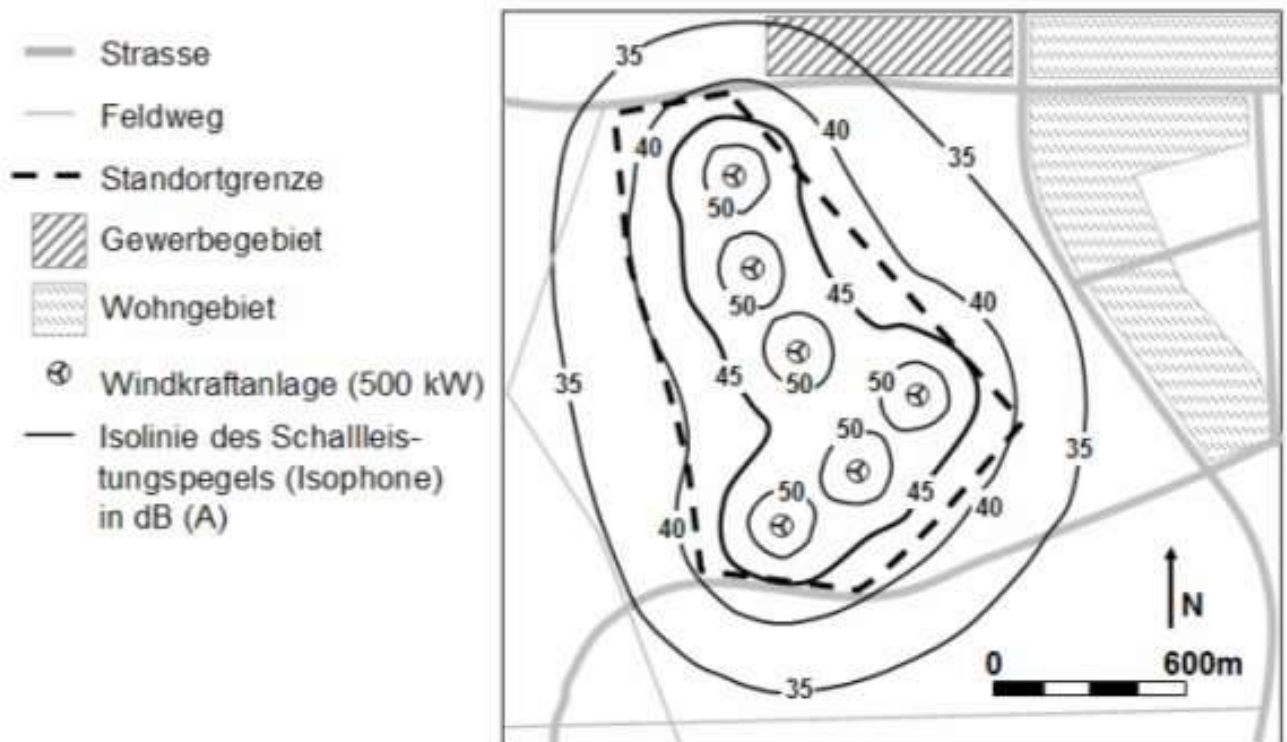 Strasse
Feldweg
Standortgrenze
Gewerbegebiet
Wohngebiet
Windkraftanlage (500 kW)
Isolinie des Schallleis-
tungspegels (Isophone)
in dB (A)
35
40
35
40
50
50
45
40
35
45
50
50
50
35
50
45
40
40
50
35
N
0 600m